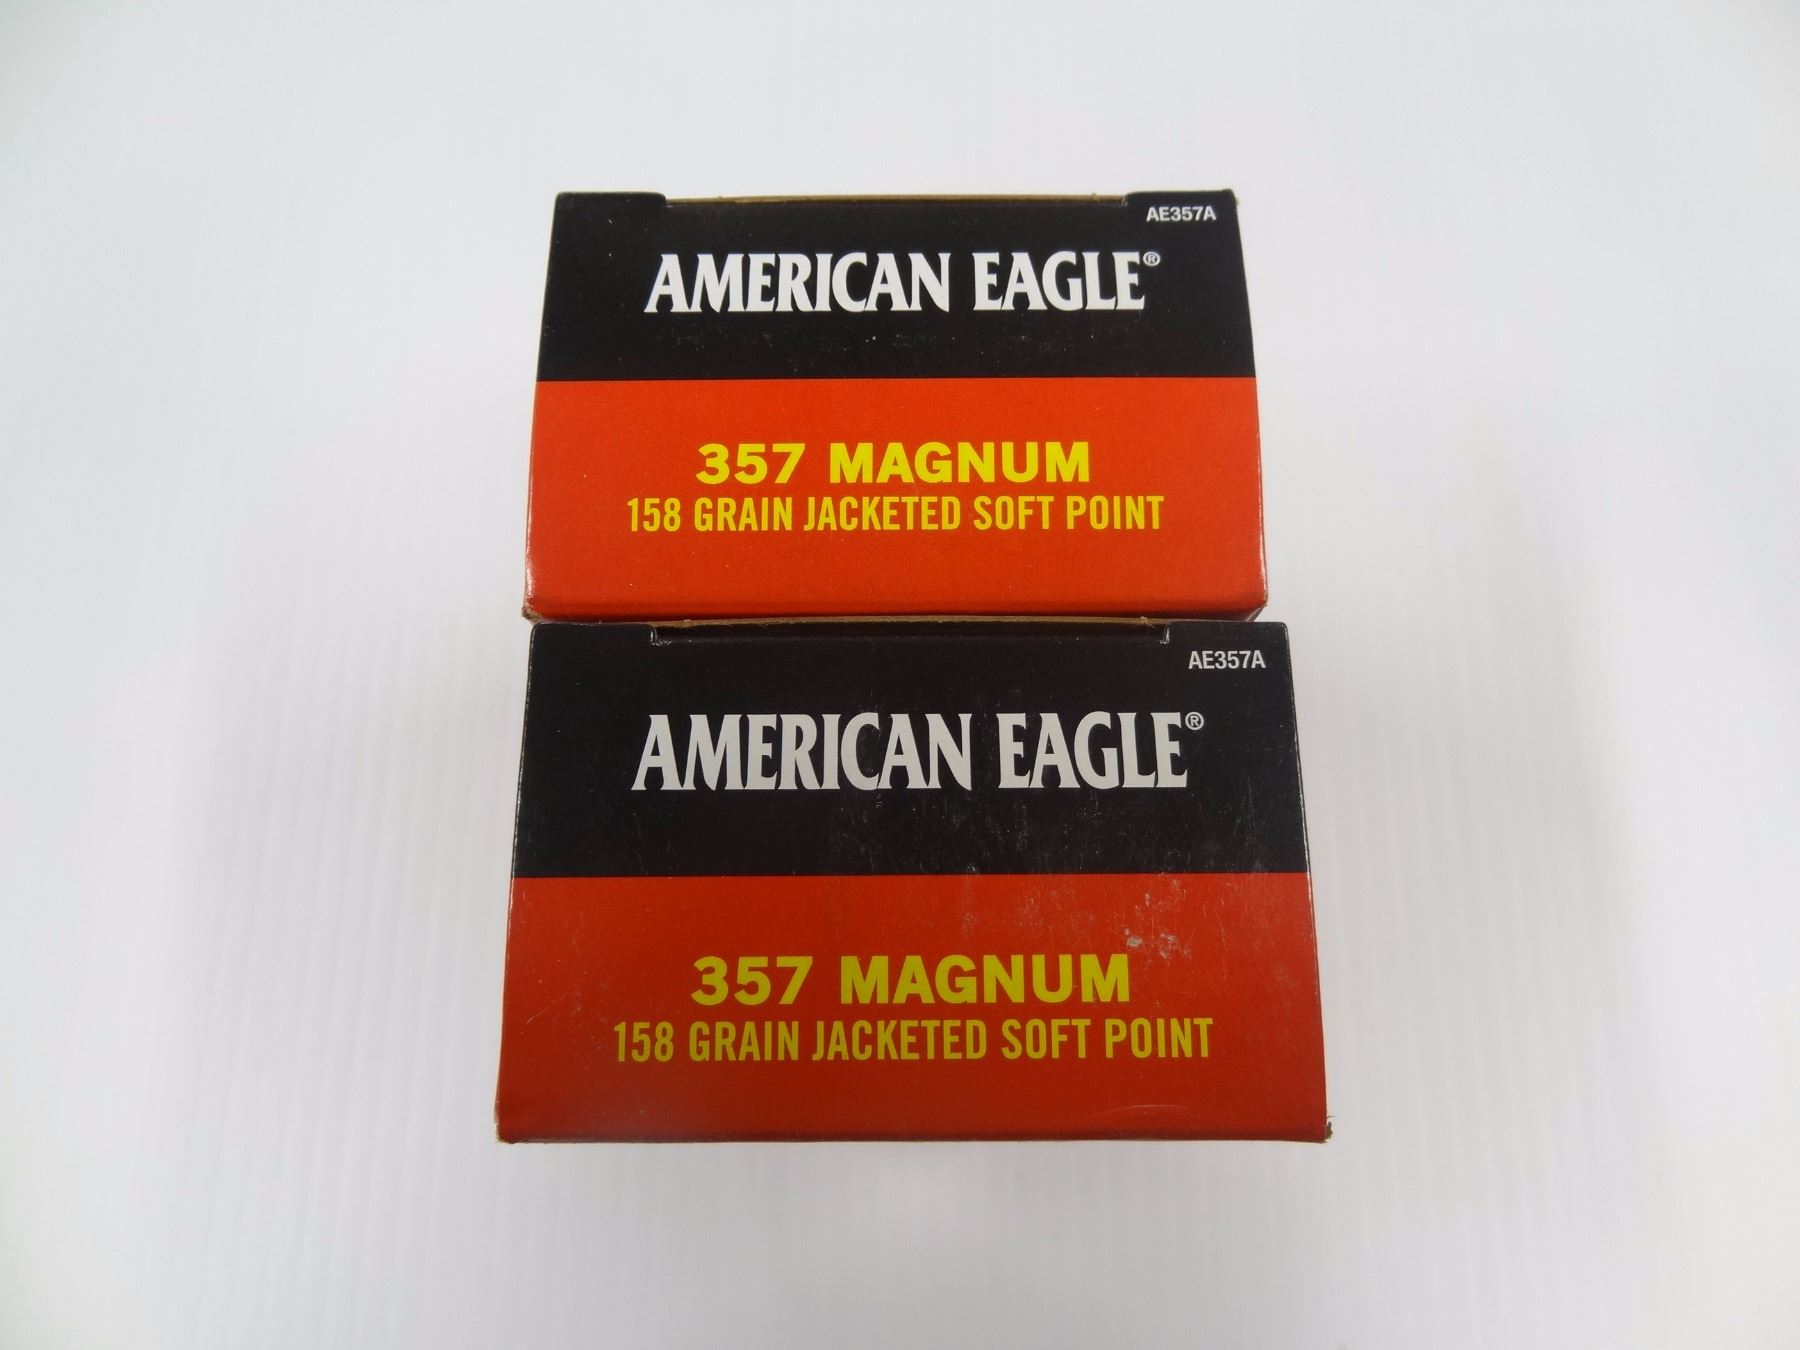 AE357A
AMERICAN EAGLE®
357 MAGNUM
158 GRAIN JACKETED SOFT POINT
AE357A
AMERICAN EAGLE®
357 MAGNUM
158 GRAIN JACKETED SOFT POINT